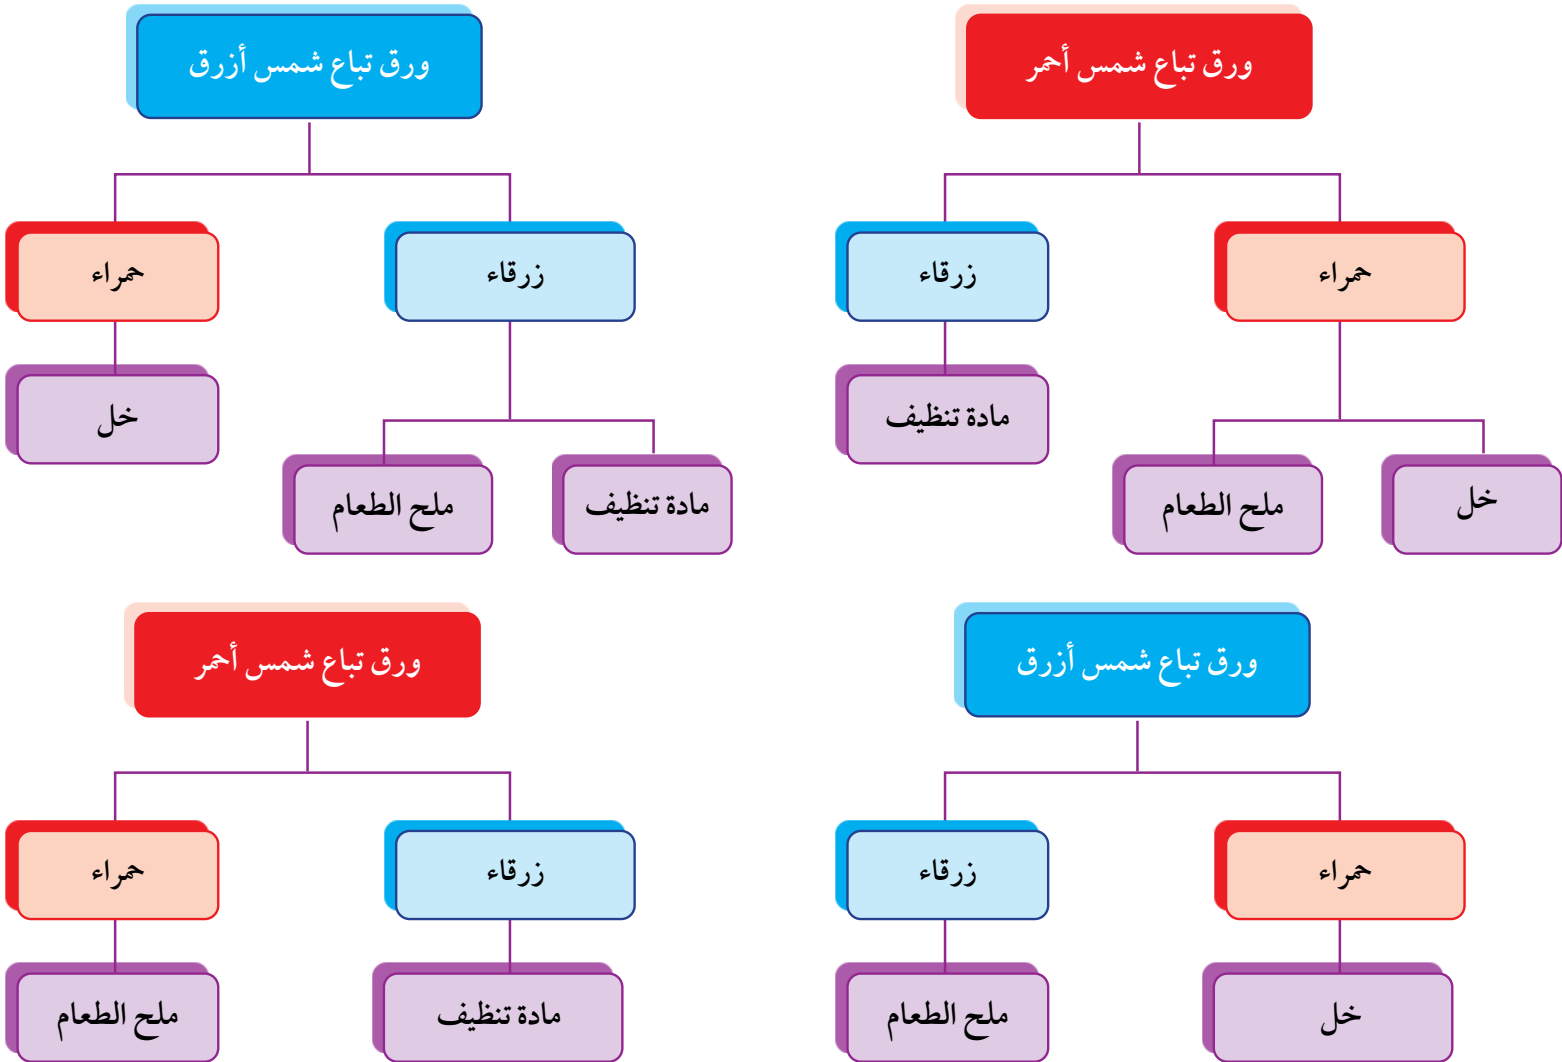 ورق تباع شمس أحمر
ورق تباع شمس أزرق
حمراء
زرقاء
زرقاء
حمراء
مادة تنظيف
خل
خل
ملح الطعام
مادة تنظيف
ملح الطعام
ورق تباع شمس أزرق
ورق تباع شمس أحمر
حمراء
زرقاء
زرقاء
حمراء
خل
ملح الطعام
مادة تنظيف
ملح الطعام